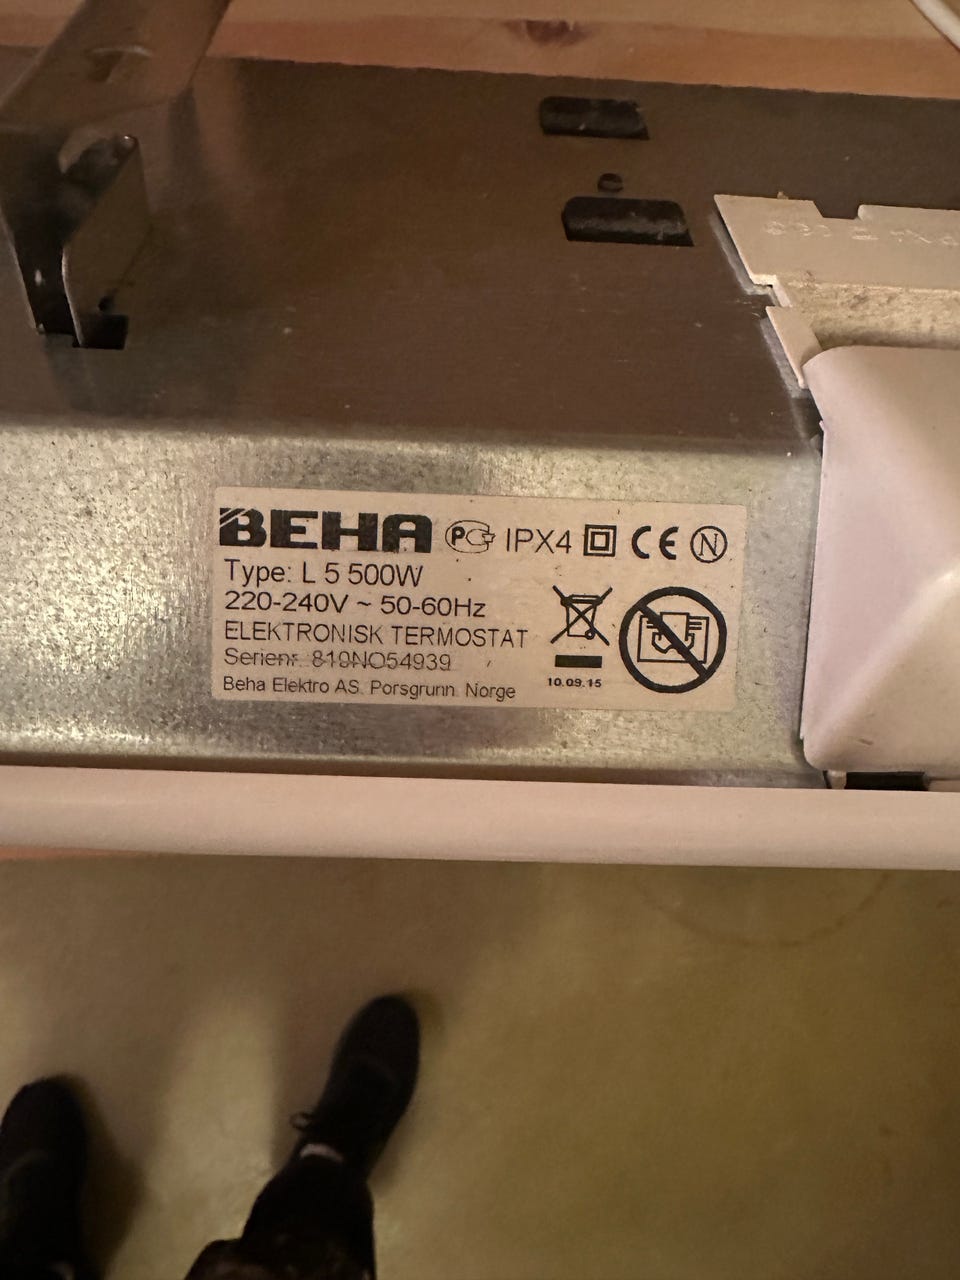 BEHA PG IPX4 CE N
Type: L 5 500W
220-240V ~ 50-60Hz
ELEKTRONISK TERMOSTAT
Serienr. 819NO54939
Beha Elektro AS. Porsgrunn Norge
10.09.15